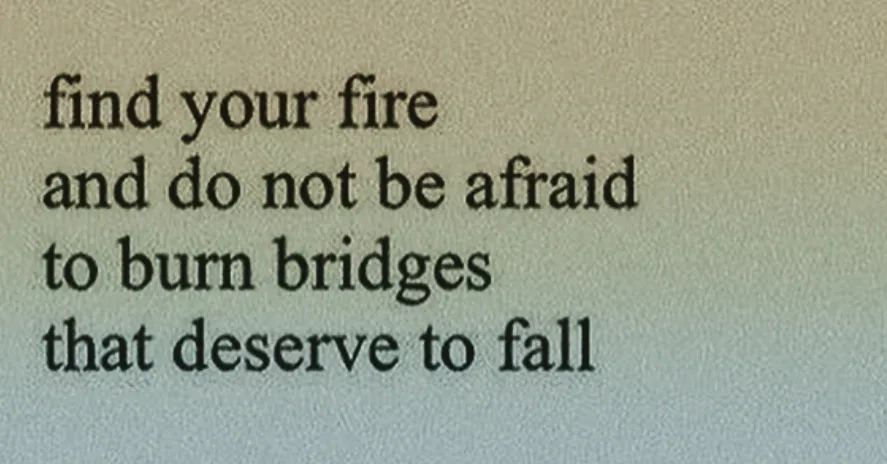 find your fire
and do not be afraid
to burn bridges
that deserve to fall